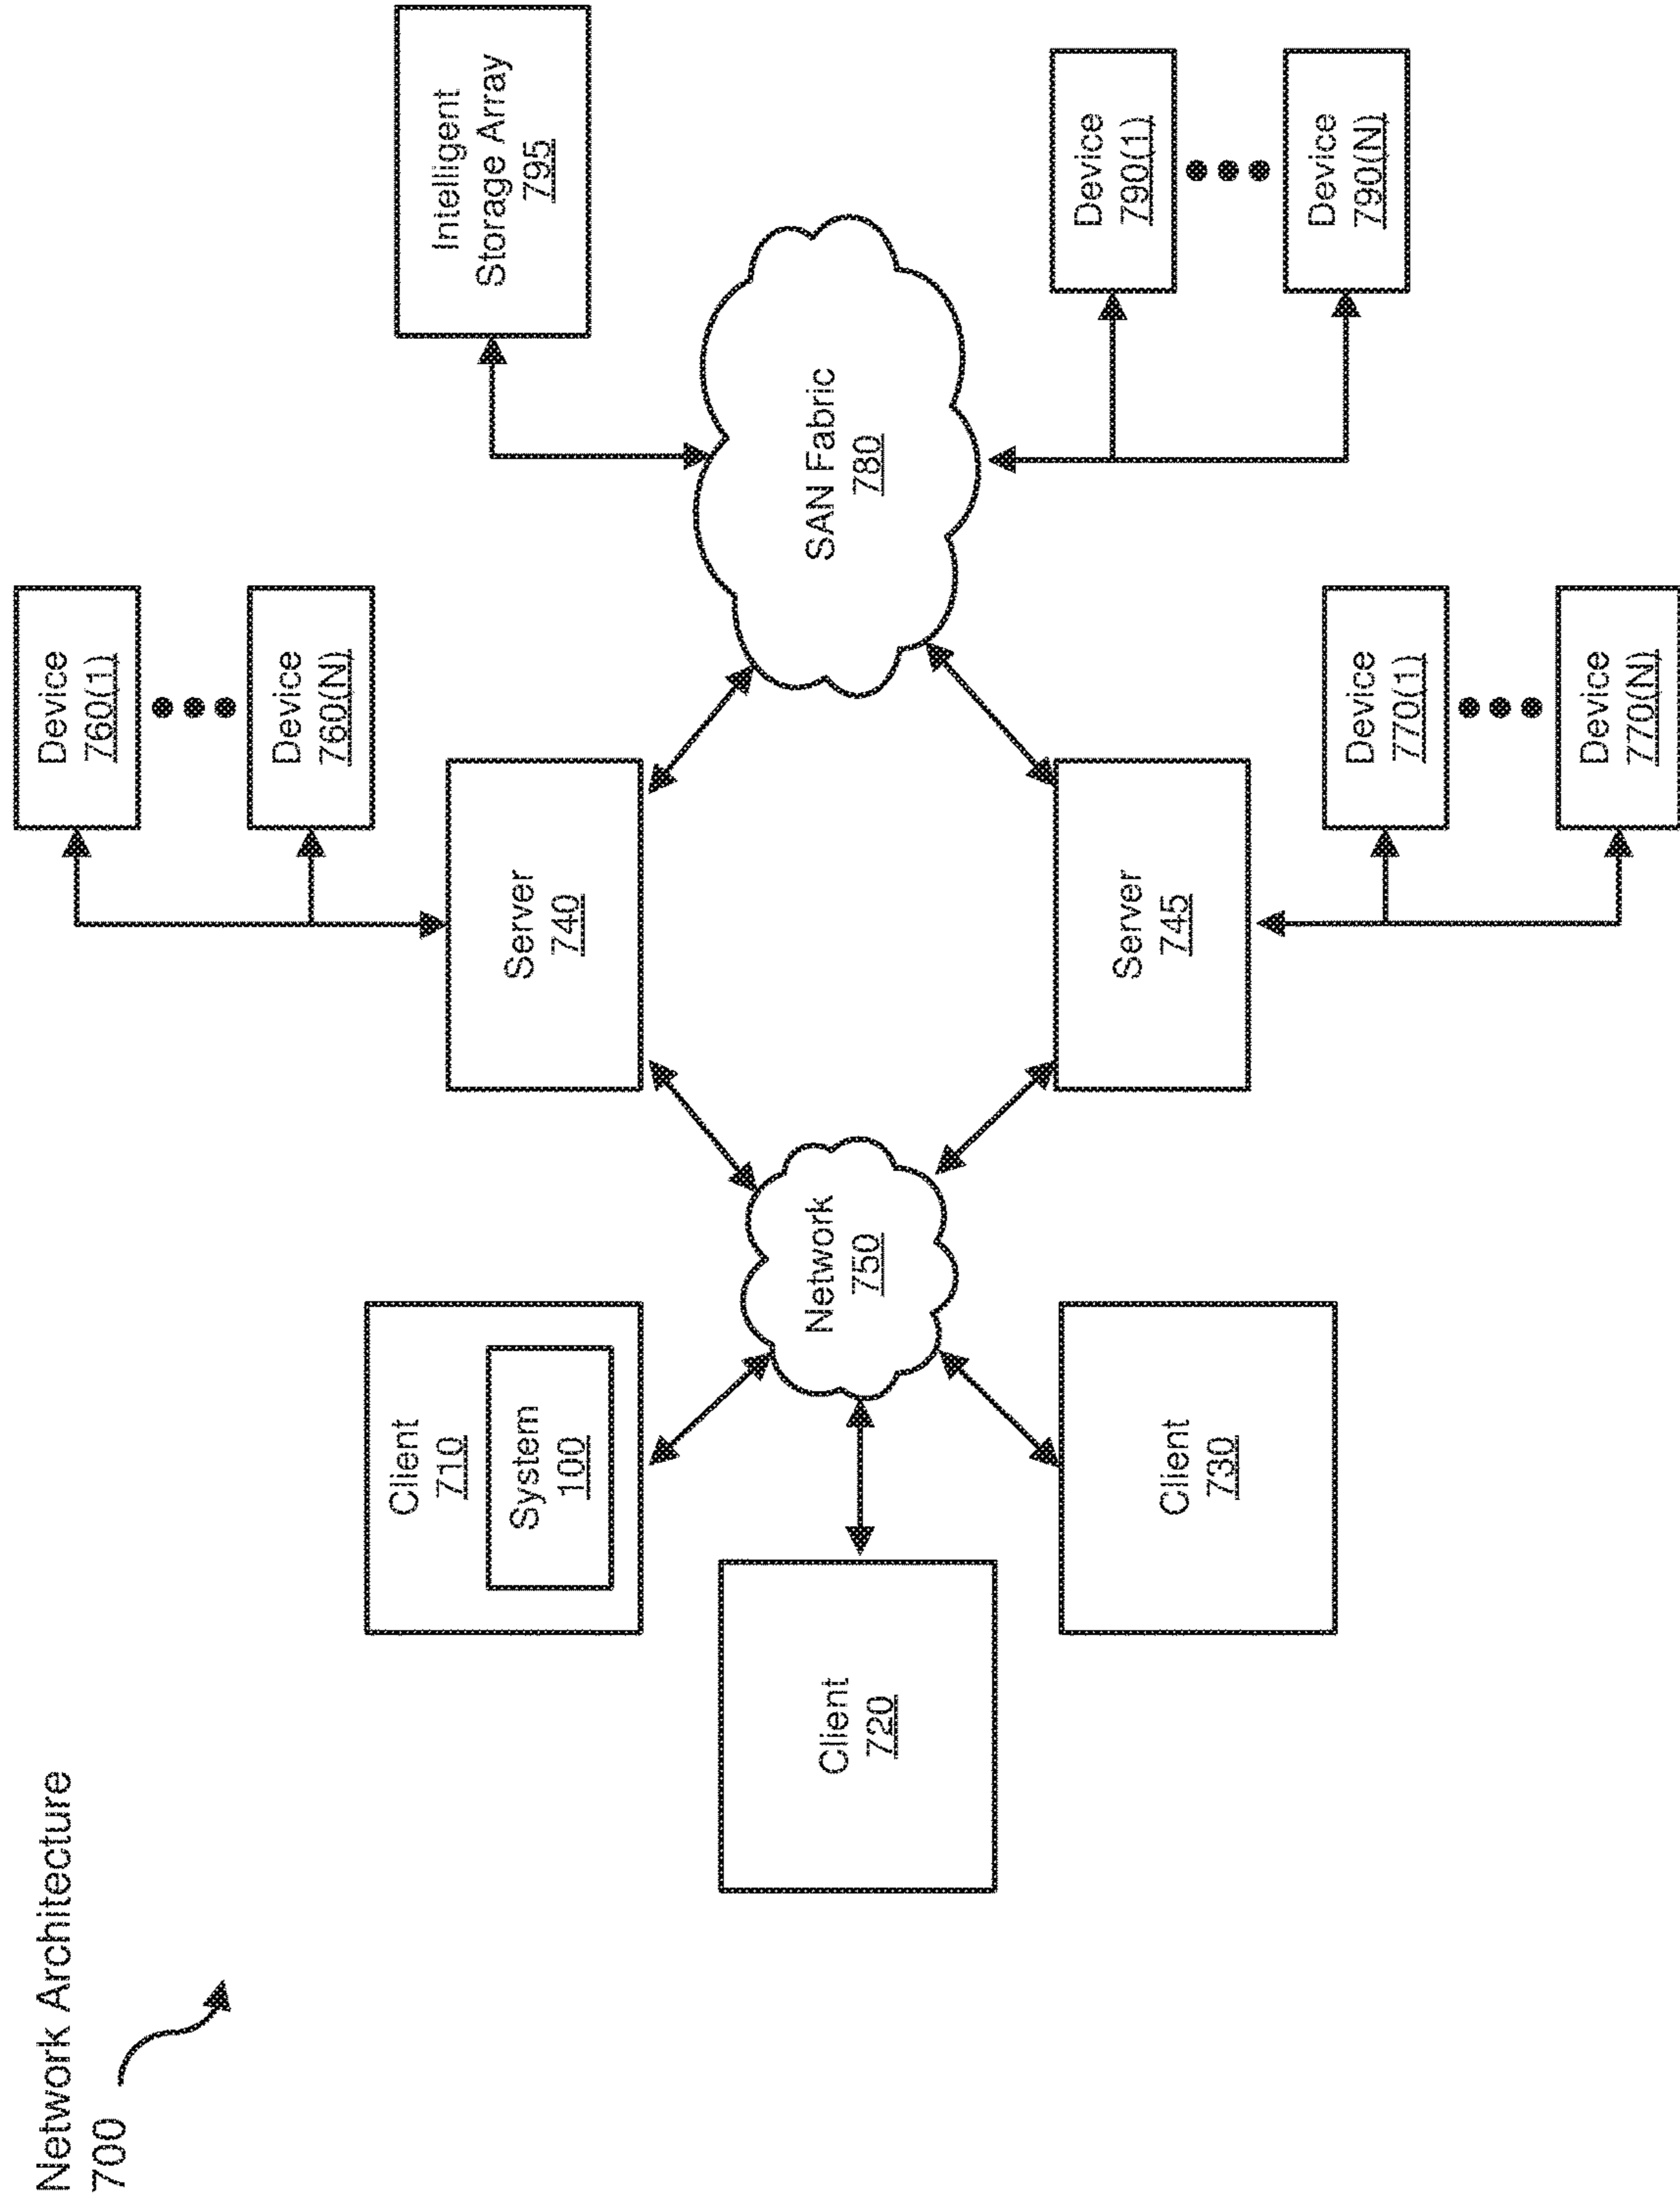 Network Architecture
700
Client
710
System
100
Client
720
Client
730
Network
750
Server
740
Server
745
Device
760(1)
Device
760(N)
Device
770(1)
Device
770(N)
SAN Fabric
780
Intelligent
Storage Array
795
Device
790(1)
Device
790(N)